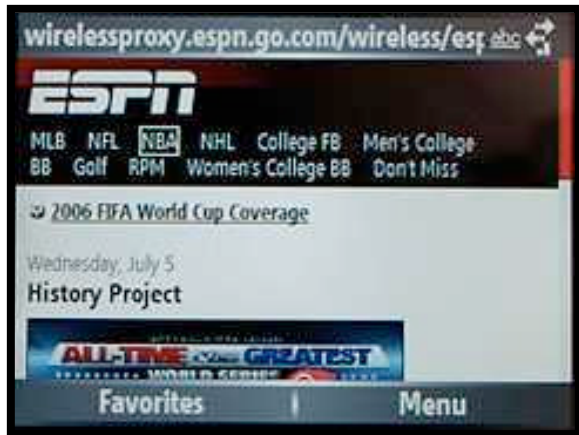 wirelessproxy.espn.go.com/wireless/esp abc
ESPN
MLB NFL NBA NHL College FB Men's College
BB Golf RPM Women's College BB Don't Miss
2006 FIFA World Cup Coverage
Wednesday, July 5
History Project
ALL-TIME GREATEST
WORLD SERIES
Favorites Menu